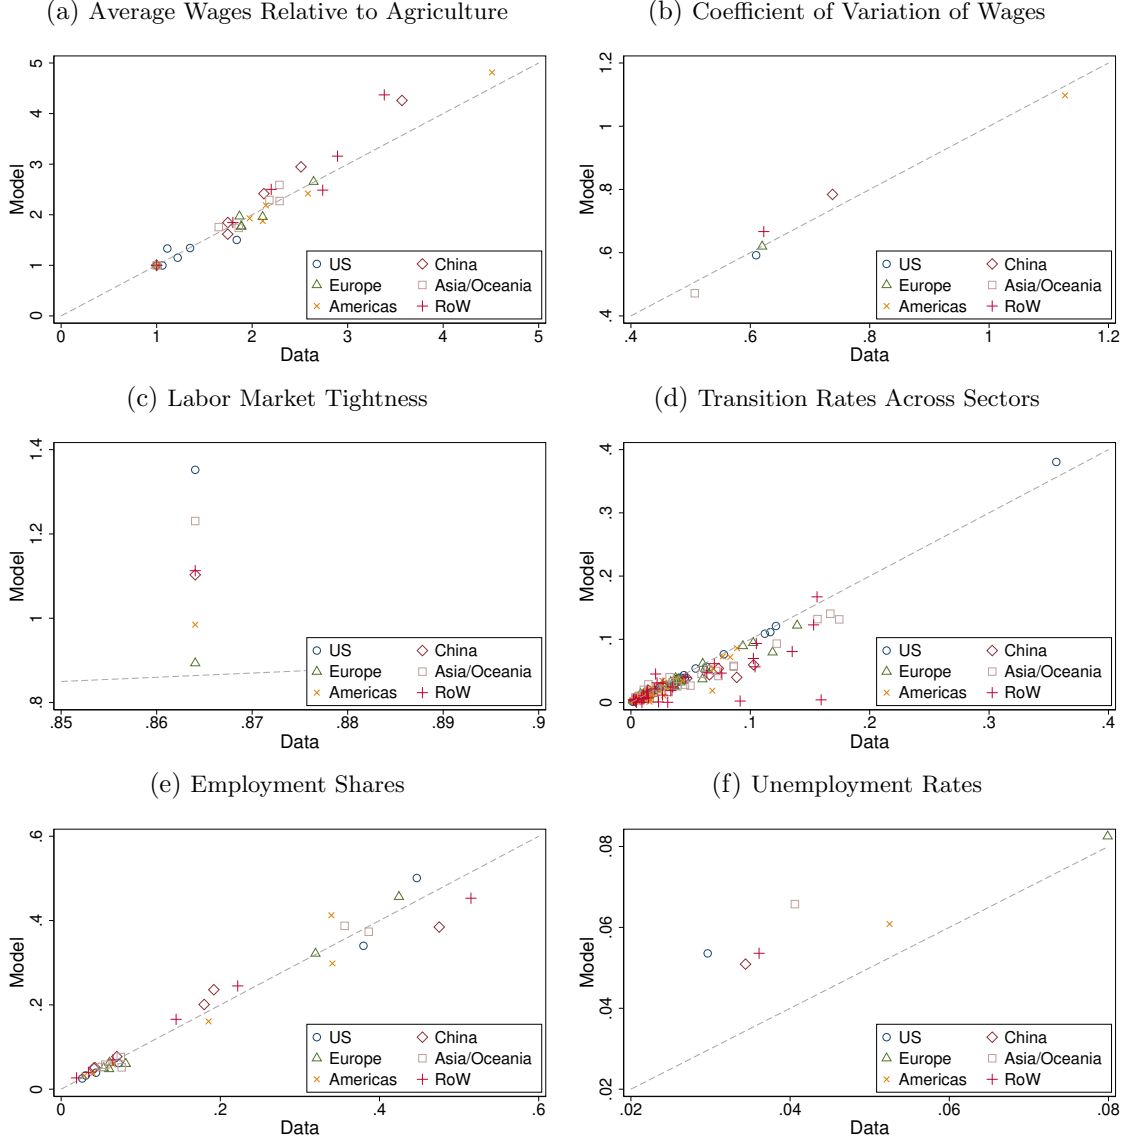 (a) Average Wages Relative to Agriculture
(b) Coefficient of Variation of Wages
Model
0 1 2 3 4 5
0 1 2 3 4 5
Data
US China
Europe Asia/Oceania
Americas RoW
Model
.4 .6 .8 1 1.2
.4 .6 .8 1 1.2
Data
US China
Europe Asia/Oceania
Americas RoW
(c) Labor Market Tightness
(d) Transition Rates Across Sectors
Model
.8 1 1.2 1.4
.85 .86 .87 .88 .89 .9
Data
US China
Europe Asia/Oceania
Americas RoW
Model
0 .1 .2 .3 .4
0 .1 .2 .3 .4
Data
US China
Europe Asia/Oceania
Americas RoW
(e) Employment Shares
(f) Unemployment Rates
Model
0 .2 .4 .6
0 .2 .4 .6
Data
US China
Europe Asia/Oceania
Americas RoW
Model
.02 .04 .06 .08
.02 .04 .06 .08
Data
US China
Europe Asia/Oceania
Americas RoW